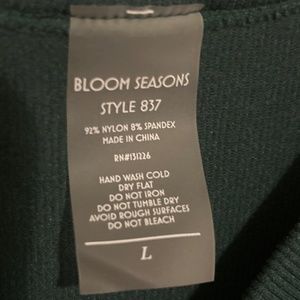 BLOOM SEASONS
STYLE 837
92% NYLON 8% SPANDEX
MADE IN CHINA
RN#131226
HAND WASH COLD
DRY FLAT
DO NOT IRON
DO NOT TUMBLE DRY
AVOID ROUGH SURFACES
DO NOT BLEACH
L